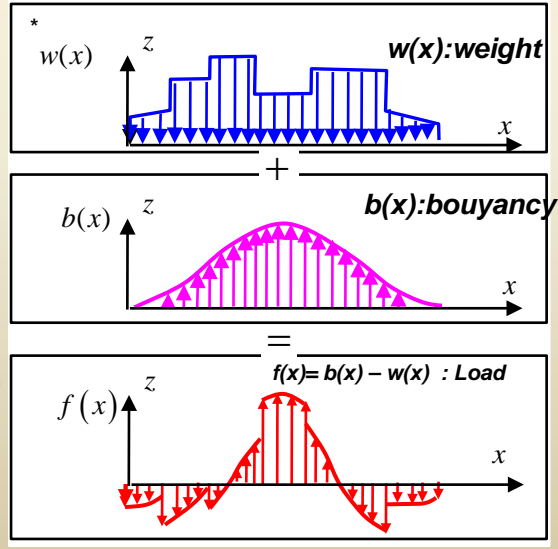 *
w(x)
z
w(x):weight
x
+
b(x)
z
b(x):bouyancy
x
=
f(x)= b(x) – w(x) : Load
z
f (x)
x